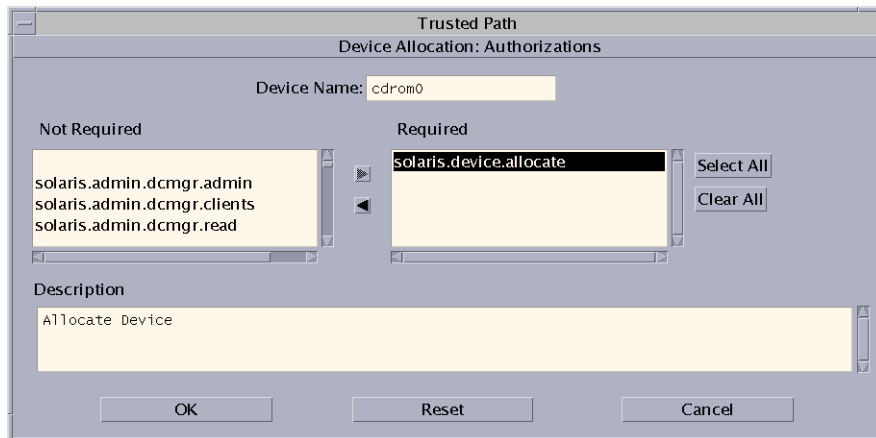 Trusted Path
Device Allocation: Authorizations
Device Name: cdrom0
Not Required
Required
solaris.admin.dcmgr.admin
solaris.admin.dcmgr.clients
solaris.admin.dcmgr.read
solaris.device.allocate
Select All
Clear All
Description
Allocate Device
OK
Reset
Cancel